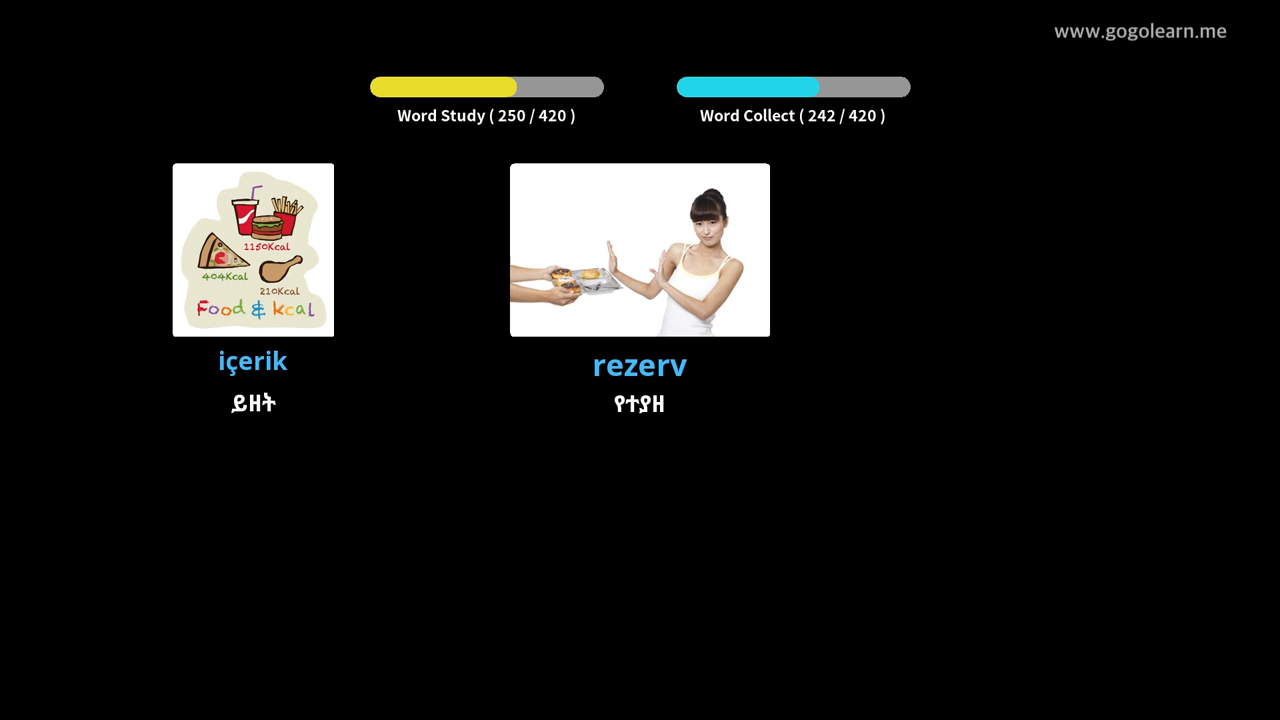 www.gogolearn.me
Word Study ( 250 / 420 )
Word Collect ( 242 / 420 )
1150Kcal
404Kcal
210Kcal
Food & kcal
içerik
rezerv
ይዘት
የተያዘ